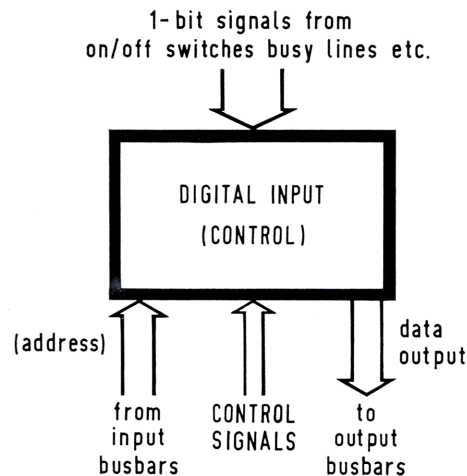 1-bit signals from
on/off switches busy lines etc.
DIGITAL INPUT
(CONTROL)
(address)
data
output
from
input
busbars
CONTROL
SIGNALS
to
output
busbars